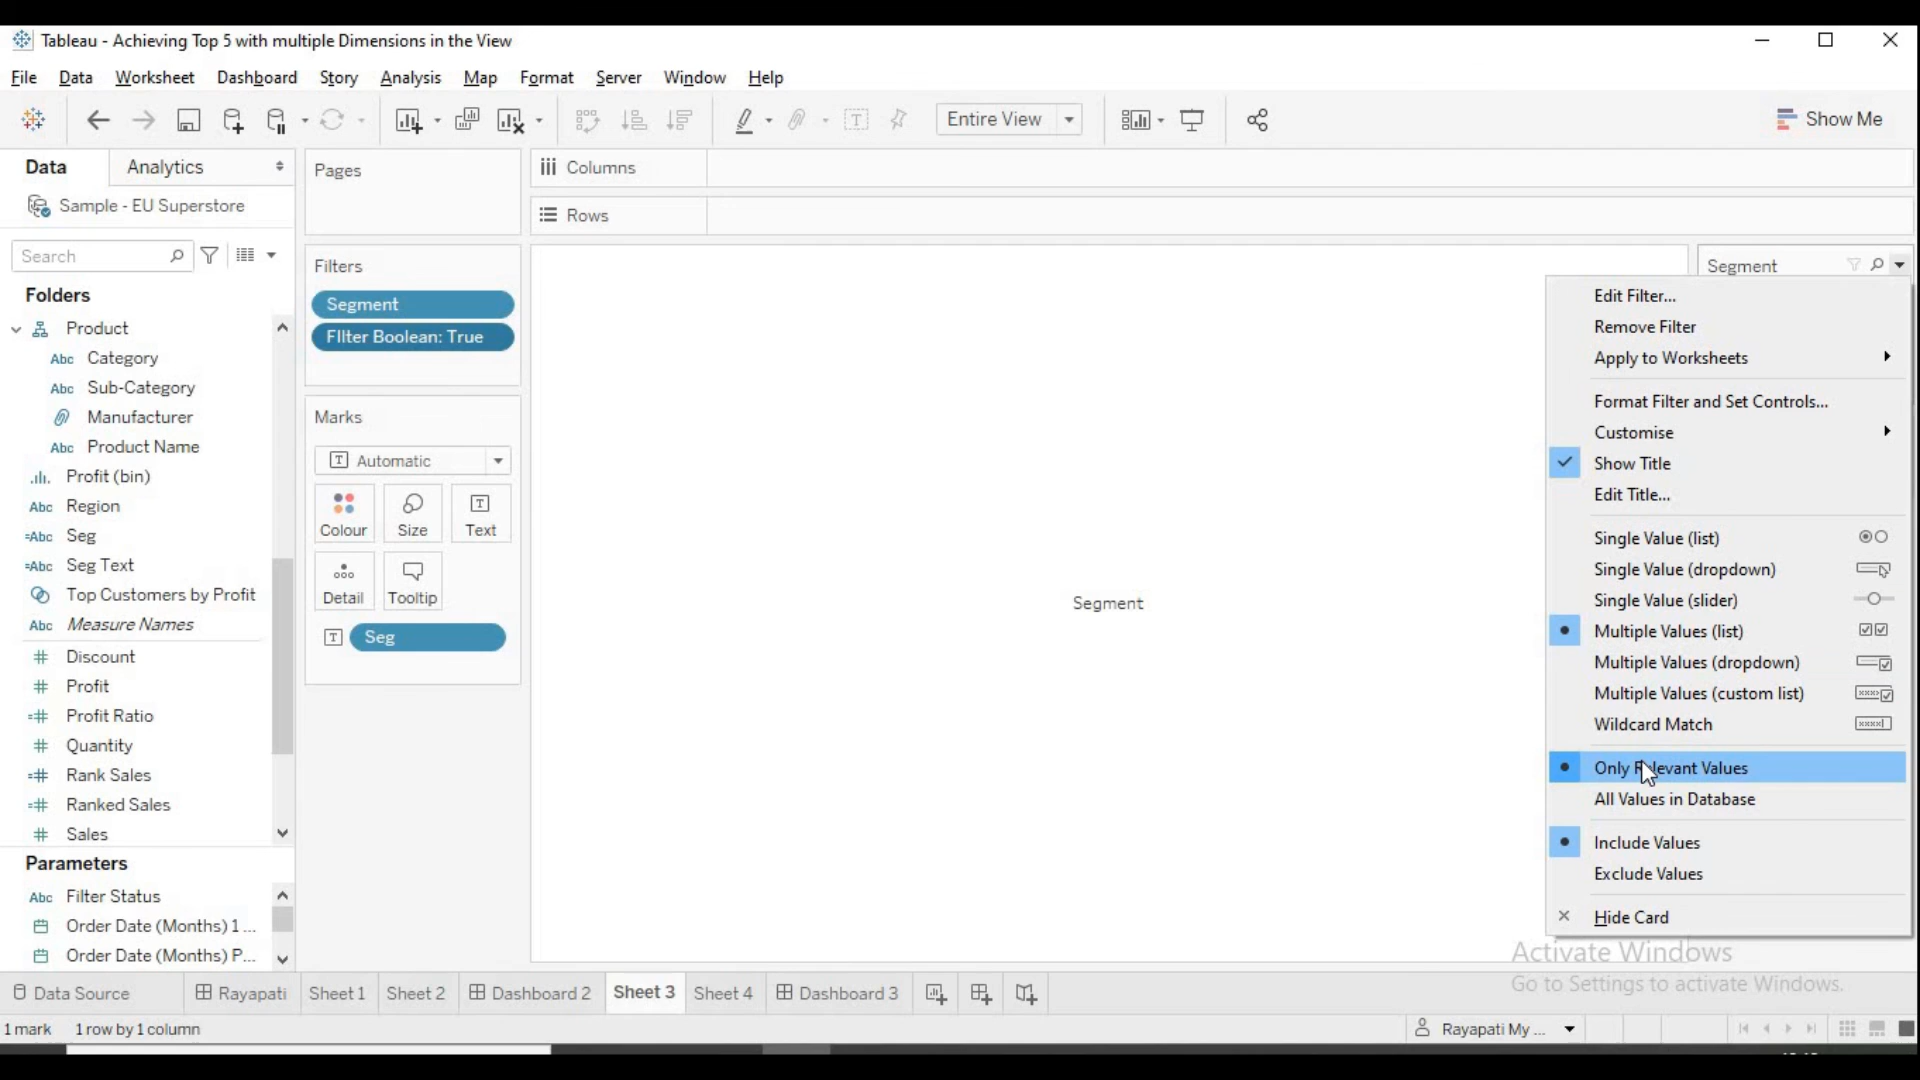 Tableau - Achieving Top 5 with multiple Dimensions in the View
File Data Worksheet Dashboard Story Analysis Map Format Server Window Help
Entire View
Show Me
Data
Analytics
Sample - EU Superstore
Search
Folders
Product
Abc Category
Abc Sub-Category
Manufacturer
Abc Product Name
Profit (bin)
Abc Region
=Abc Seg
=Abc Seg Text
Top Customers by Profit
Abc Measure Names
# Discount
# Profit
=# Profit Ratio
# Quantity
=# Rank Sales
=# Ranked Sales
# Sales
Parameters
Abc Filter Status
Order Date (Months) 1 ...
Order Date (Months) P...
Pages
Filters
Segment
FIlter Boolean: True
Marks
T Automatic
Colour
Size
T Text
Detail
Tooltip
T Seg
Columns
Rows
Segment
Segment
Edit Filter...
Remove Filter
Apply to Worksheets
Format Filter and Set Controls...
Customise
Show Title
Edit Title...
Single Value (list)
Single Value (dropdown)
Single Value (slider)
Multiple Values (list)
Multiple Values (dropdown)
Multiple Values (custom list)
Wildcard Match
Only Relevant Values
All Values in Database
Include Values
Exclude Values
Hide Card
Activate Windows
Go to Settings to activate Windows.
Data Source
Rayapati
Sheet 1
Sheet 2
Dashboard 2
Sheet 3
Sheet 4
Dashboard 3
1 mark 1 row by 1 column
Rayapati My ...